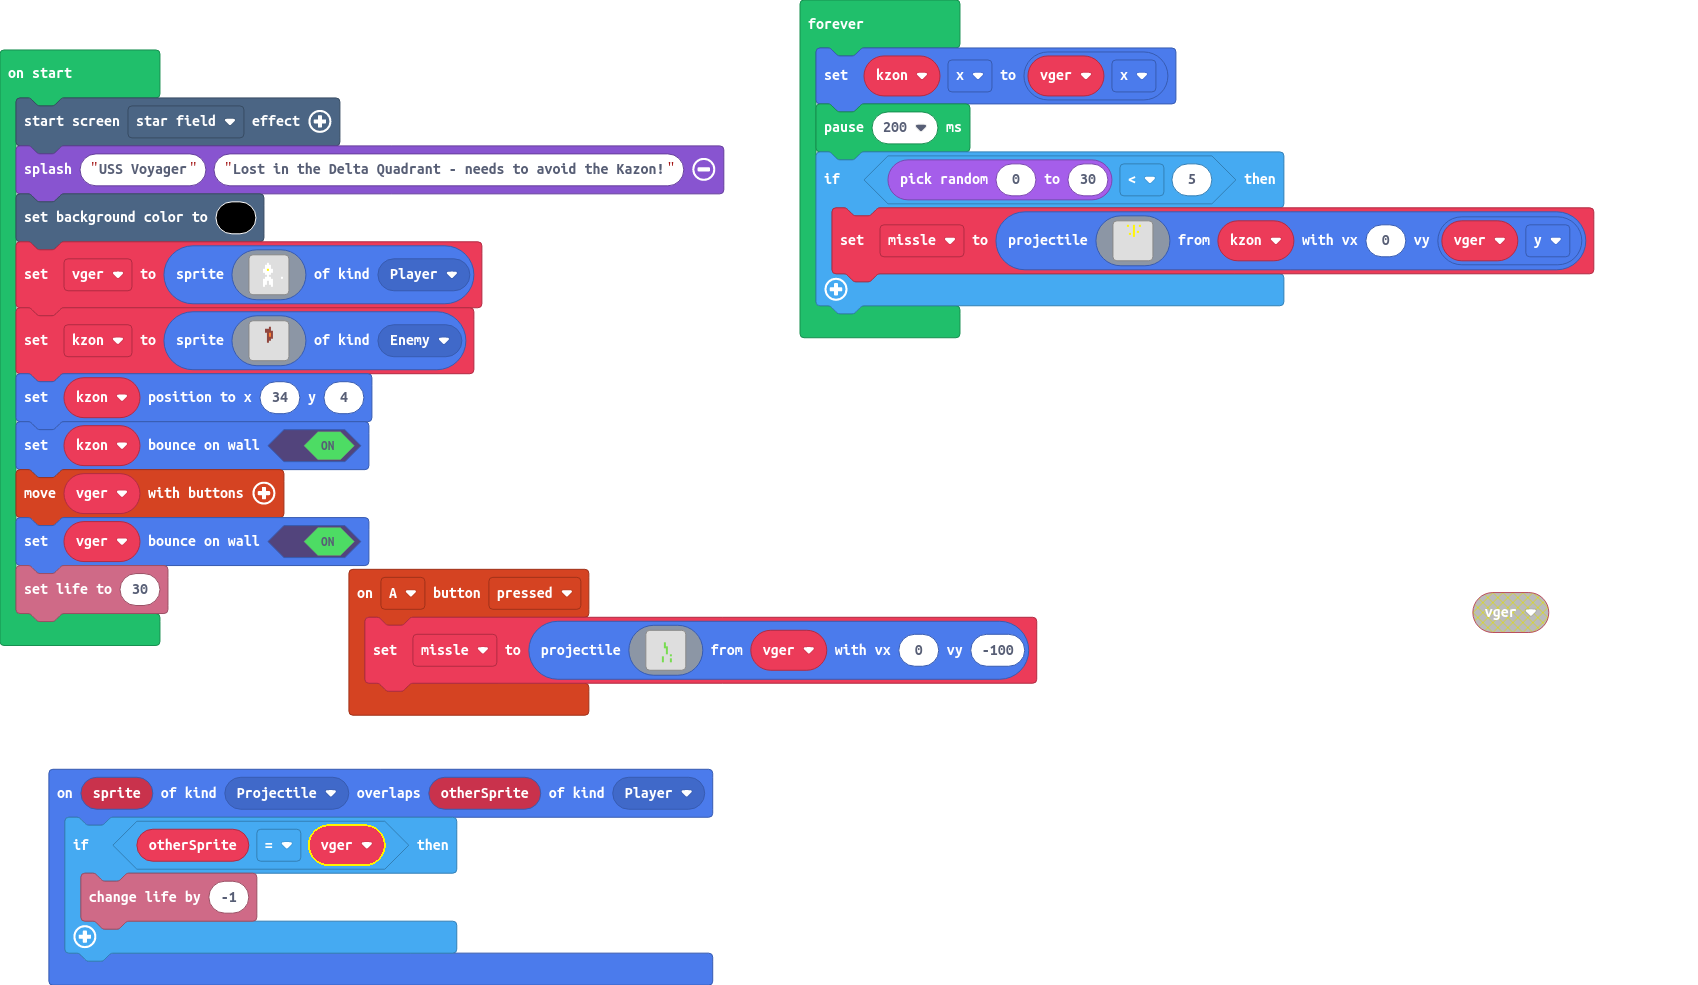 on start
start screen star field effect
splash "USS Voyager" "Lost in the Delta Quadrant - needs to avoid the Kazon!"
set background color to
set vger to sprite of kind Player
set kzon to sprite of kind Enemy
set kzon position to x 34 y 4
set kzon bounce on wall ON
move vger with buttons
set vger bounce on wall ON
set life to 30
forever
set kzon x to vger x
pause 200 ms
if pick random 0 to 30 < 5 then
set missle to projectile from kzon with vx 0 vy vger y
on A button pressed
set missle to projectile from vger with vx 0 vy -100
vger
on sprite of kind Projectile overlaps otherSprite of kind Player
if otherSprite = vger then
change life by -1